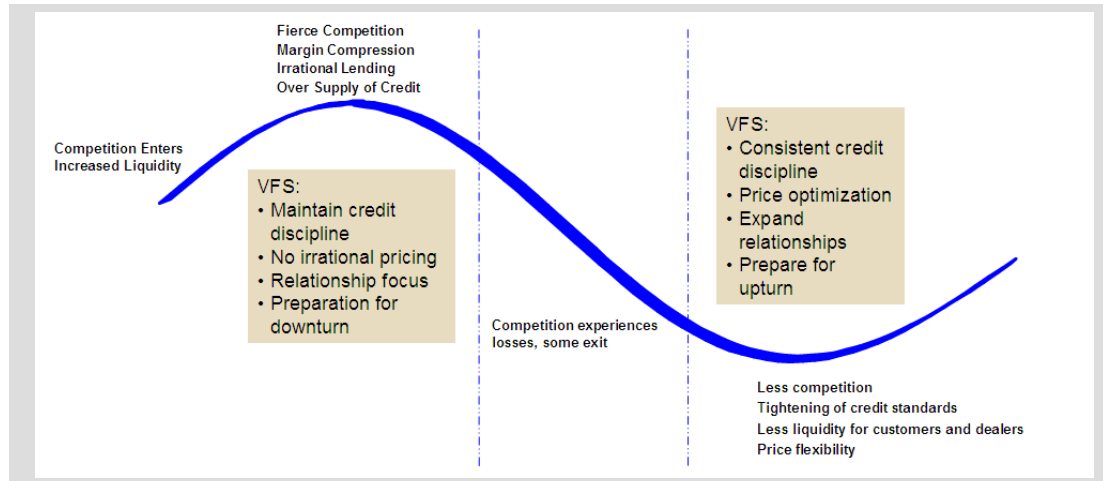 Fierce Competition
Margin Compression
Irrational Lending
Over Supply of Credit
Competition Enters
Increased Liquidity
VFS:
• Maintain credit
discipline
• No irrational pricing
• Relationship focus
• Preparation for
downturn
Competition experiences
losses, some exit
VFS:
• Consistent credit
discipline
• Price optimization
• Expand
relationships
• Prepare for
upturn
Less competition
Tightening of credit standards
Less liquidity for customers and dealers
Price flexibility